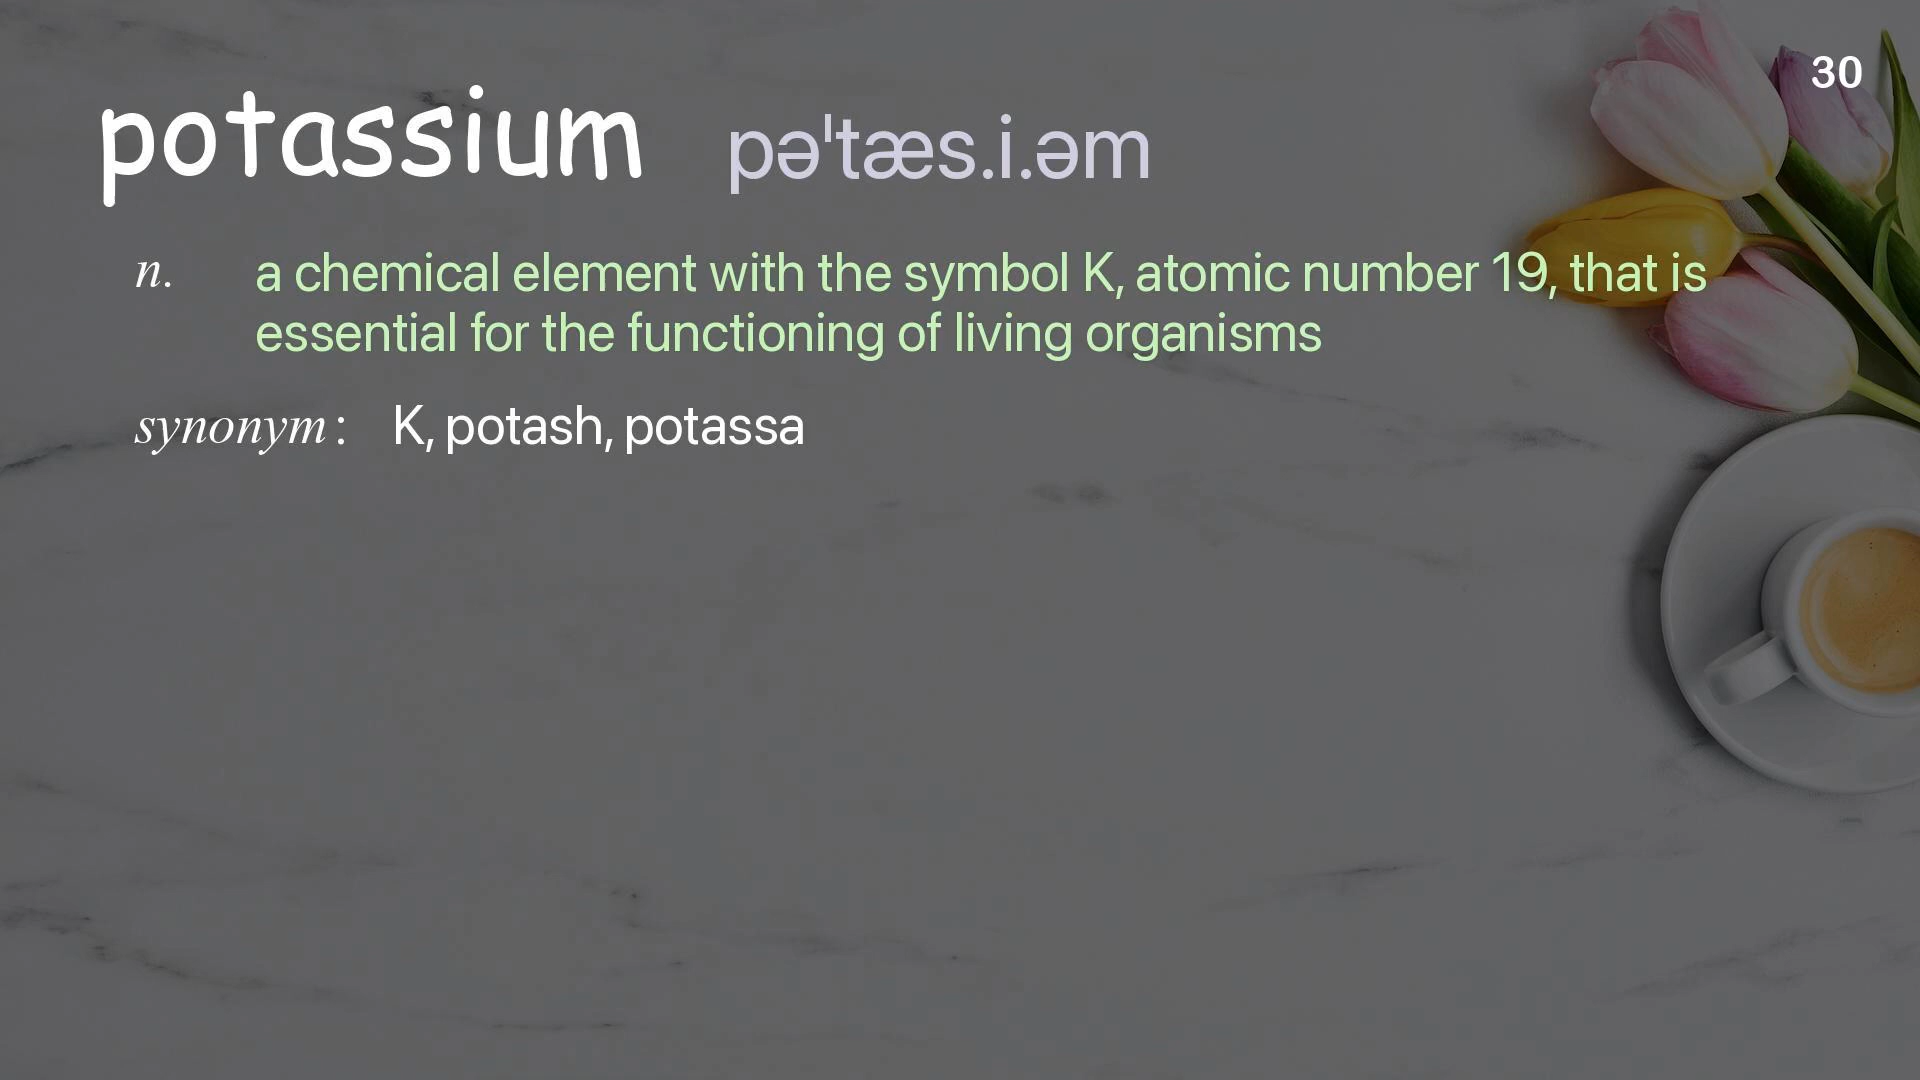 30
potassium pəˈtæs.i.əm
n. a chemical element with the symbol K, atomic number 19, that is
essential for the functioning of living organisms
synonym: K, potash, potassa